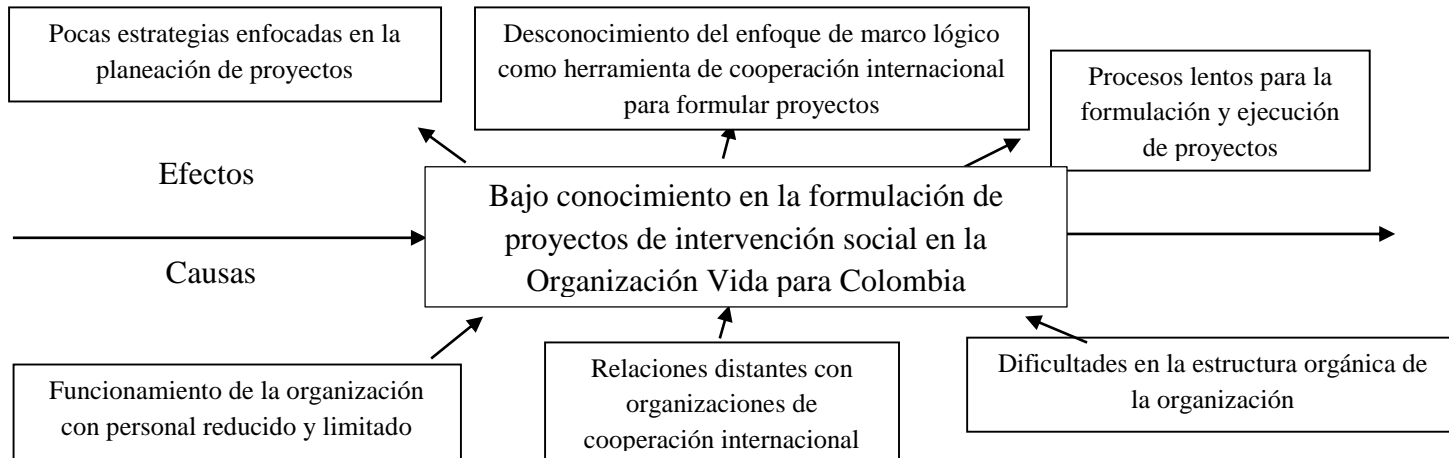 Pocas estrategias enfocadas en la
planeación de proyectos
Desconocimiento del enfoque de marco lógico
como herramienta de cooperación internacional
para formular proyectos
Procesos lentos para la
formulación y ejecución
de proyectos
Efectos
Bajo conocimiento en la formulación de
proyectos de intervención social en la
Organización Vida para Colombia
Causas
Funcionamiento de la organización
con personal reducido y limitado
Relaciones distantes con
organizaciones de
cooperación internacional
Dificultades en la estructura orgánica de
la organización